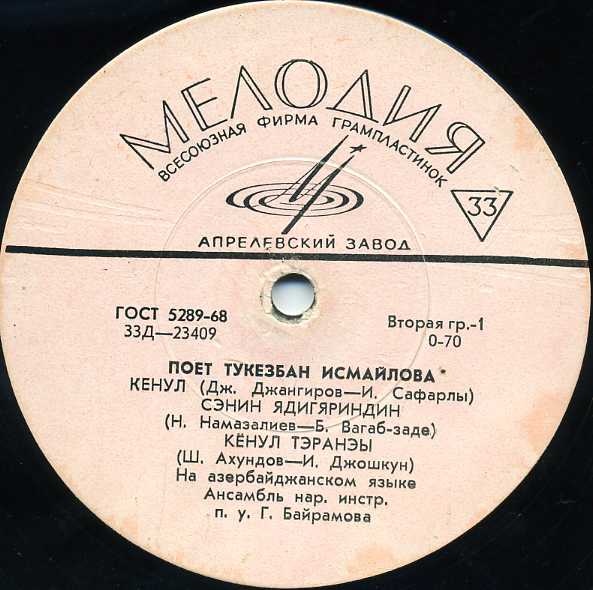 МЕЛОДИЯ
ВСЕСОЮЗНАЯ ФИРМА ГРАМПЛАСТИНОК
33
АПРЕЛЕВСКИЙ ЗАВОД
ГОСТ 5289-68
33Д—23409
Вторая гр.-1
0-70
ПОЕТ ТУКЕЗБАН ИСМАЙЛОВА
КЕНУЛ (Дж. Джангиров—И. Сафарлы)
СЭНИН ЯДИГЯРИНДИН
(Н. Намазалиев—Б. Вагаб-заде)
КЁНУЛ ТЭРАНЭЫ
(Ш. Ахундов—И. Джошкун)
На азербайджанском языке
Ансамбль нар. инстр.
п. у. Г. Байрамова